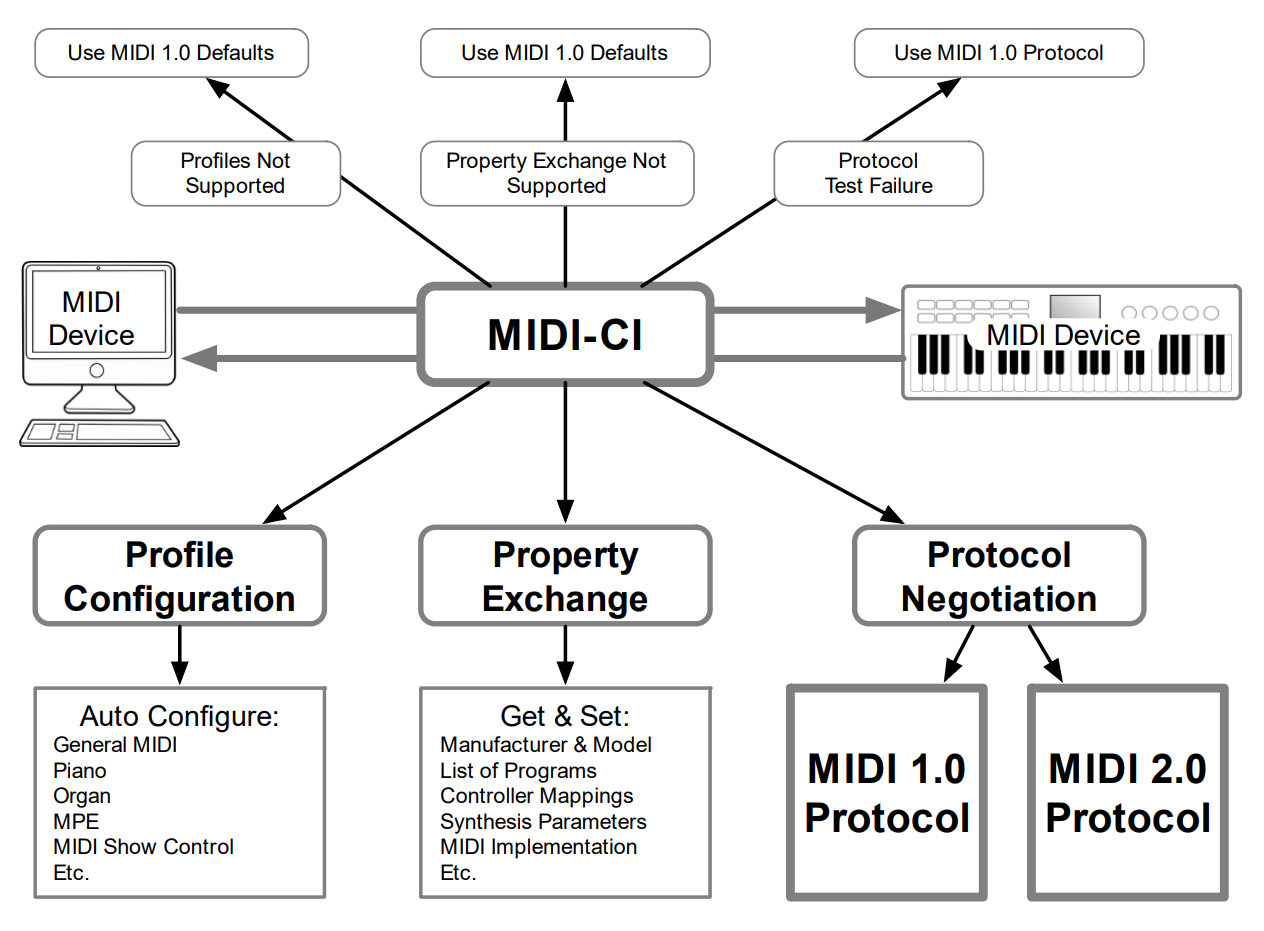 Use MIDI 1.0 Defaults
Use MIDI 1.0 Defaults
Use MIDI 1.0 Protocol
Profiles Not
Supported
Property Exchange Not
Supported
Protocol
Test Failure
MIDI
Device
MIDI-CI
MIDI Device
Profile
Configuration
Property
Exchange
Protocol
Negotiation
Auto Configure:
General MIDI
Piano
Organ
MPE
MIDI Show Control
Etc.
Get & Set:
Manufacturer & Model
List of Programs
Controller Mappings
Synthesis Parameters
MIDI Implementation
Etc.
MIDI 1.0
Protocol
MIDI 2.0
Protocol